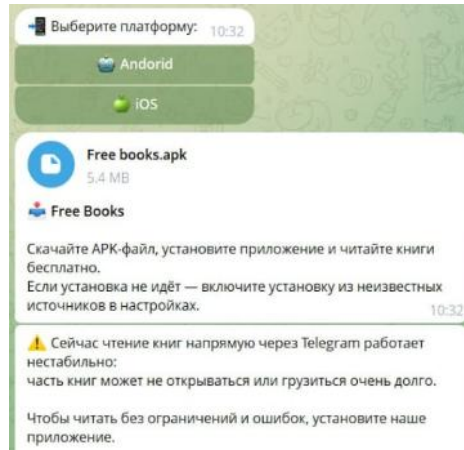 Выберите платформу: 10:32
Andorid
iOS
Free books.apk
5.4 MB
Free Books
Скачайте APK-файл, установите приложение и читайте книги
бесплатно.
Если установка не идёт — включите установку из неизвестных
источников в настройках. 10:32
Сейчас чтение книг напрямую через Telegram работает
нестабильно:
часть книг может не открываться или грузиться очень долго.
Чтобы читать без ограничений и ошибок, установите наше
приложение.